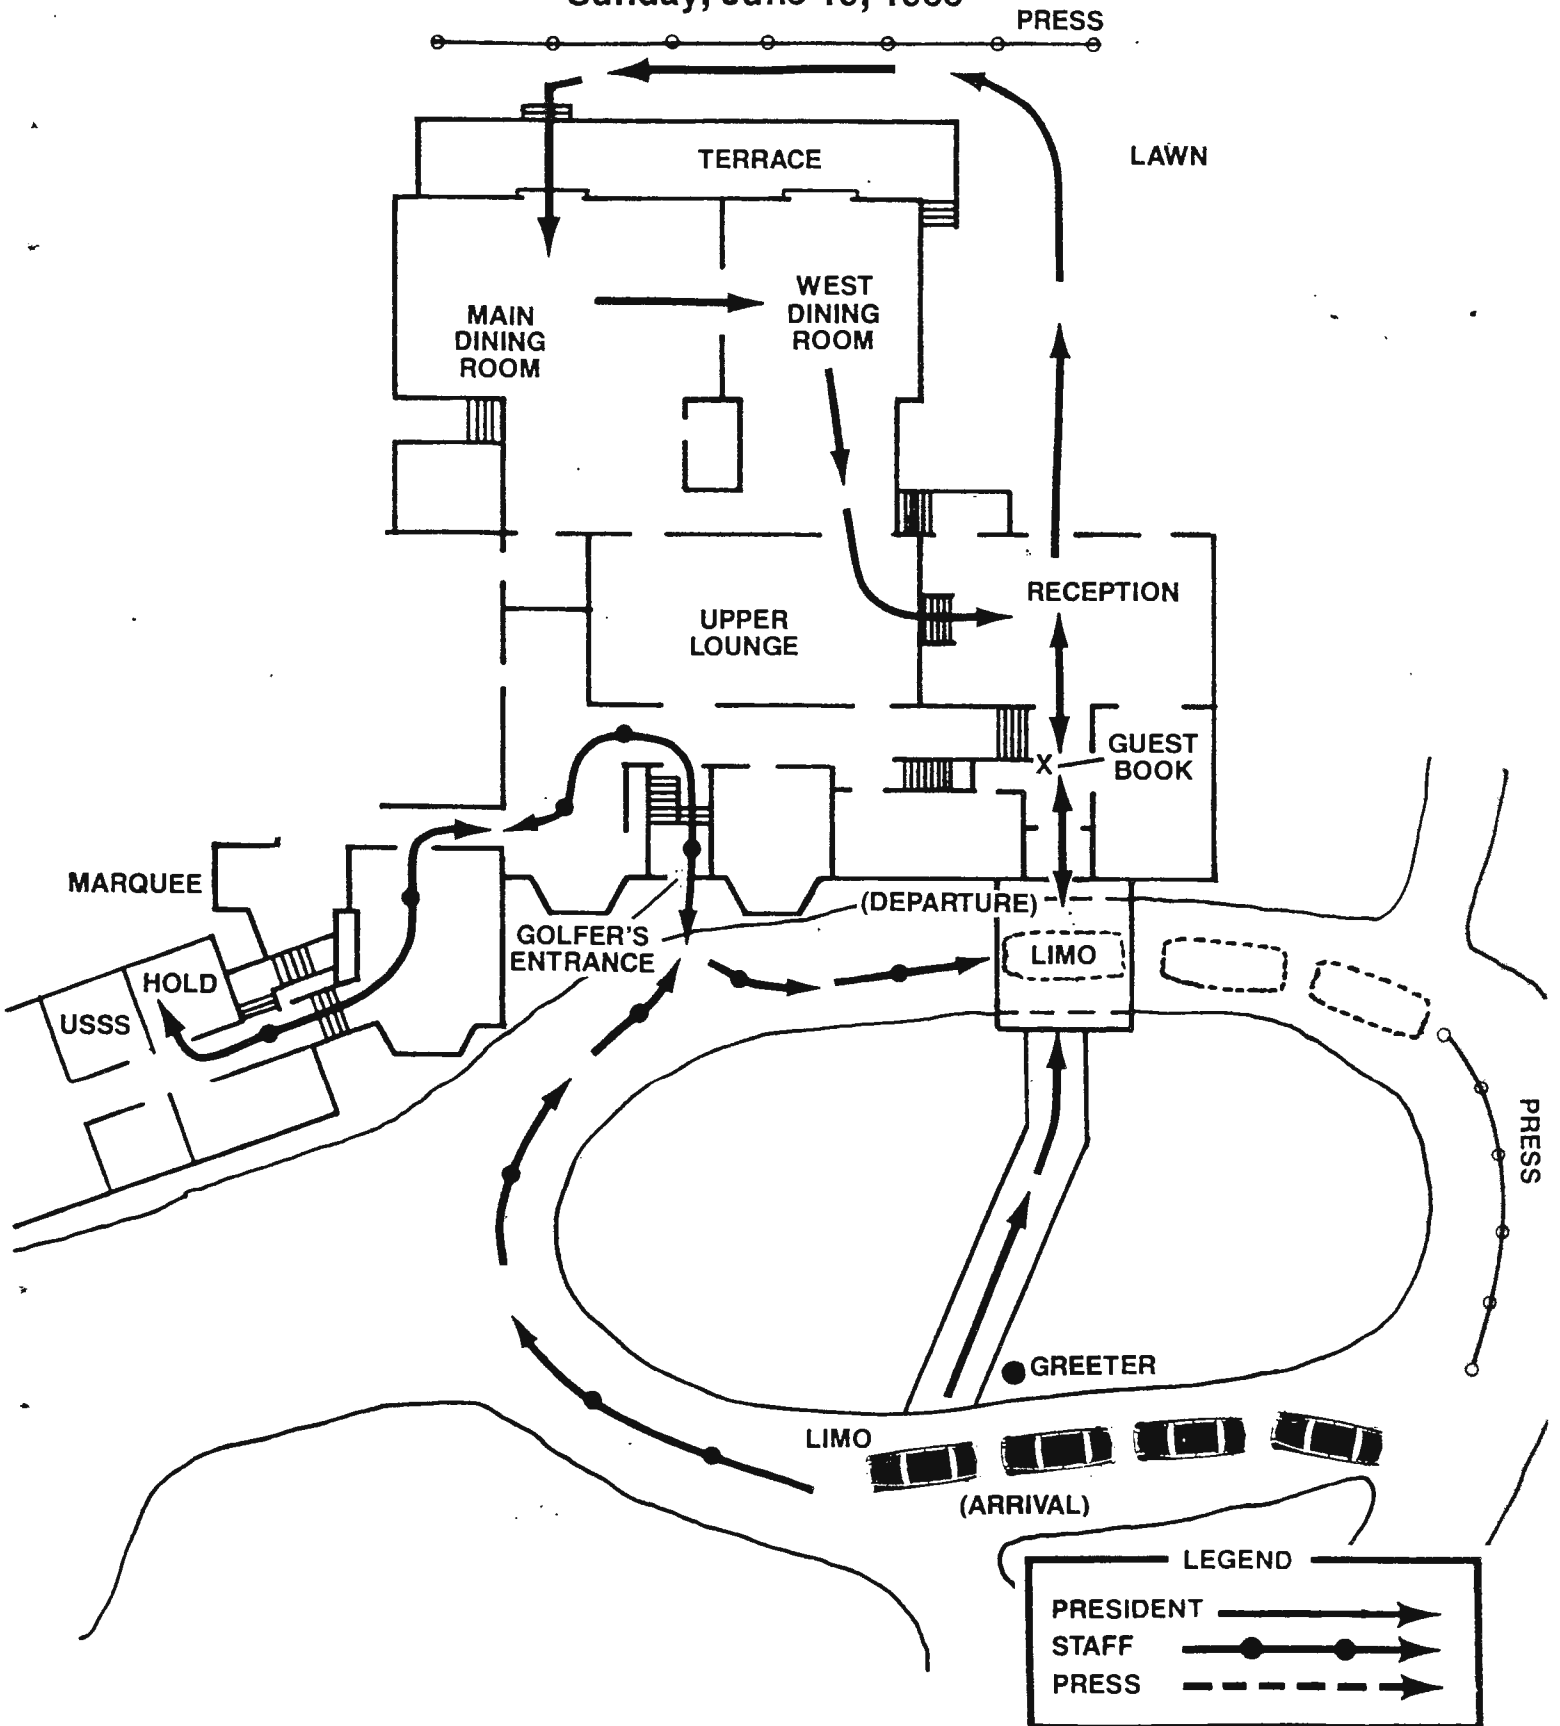 PRESS
TERRACE
LAWN
MAIN
DINING
ROOM
WEST
DINING
ROOM
RECEPTION
UPPER
LOUNGE
X
GUEST
BOOK
MARQUEE
(DEPARTURE)
GOLFER'S
ENTRANCE
LIMO
HOLD
USSS
PRESS
GREETER
LIMO
(ARRIVAL)
LEGEND
PRESIDENT
STAFF
PRESS